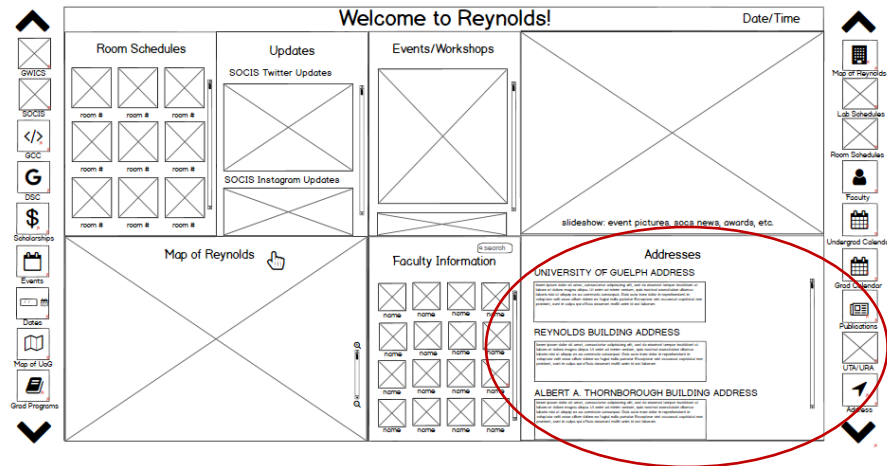 Welcome to Reynolds!
Date/Time
GWICS
SOCIS
</>
GCC
G
DSC
$
Scholarships
Events
Dates
Map of UoG
Grad Programs
Room Schedules
room # room # room #
room # room # room #
room # room # room #
Updates
SOCIS Twitter Updates
SOCIS Instagram Updates
Events/Workshops
slideshow: event pictures, socs news, awards, etc.
Map of Reynolds
search
Faculty Information
name name name name
name name name name
name name name name
name name name name
Addresses
UNIVERSITY OF GUELPH ADDRESS
REYNOLDS BUILDING ADDRESS
ALBERT A. THORNBOROUGH BUILDING ADDRESS
Map of Reynolds
Lab Schedules
Room Schedules
Faculty
Undergrad Calendar
Grad Calendar
Publications
UTA/URA
Address